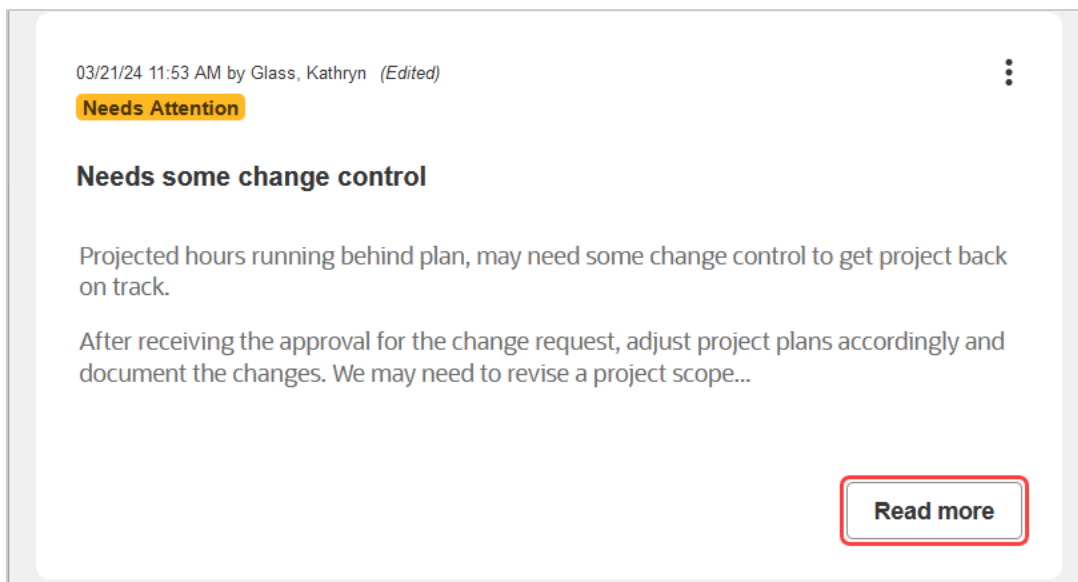 03/21/24 11:53 AM by Glass, Kathryn (Edited)
Needs Attention
Needs some change control
Projected hours running behind plan, may need some change control to get project back
on track.
After receiving the approval for the change request, adjust project plans accordingly and
document the changes. We may need to revise a project scope...
Read more